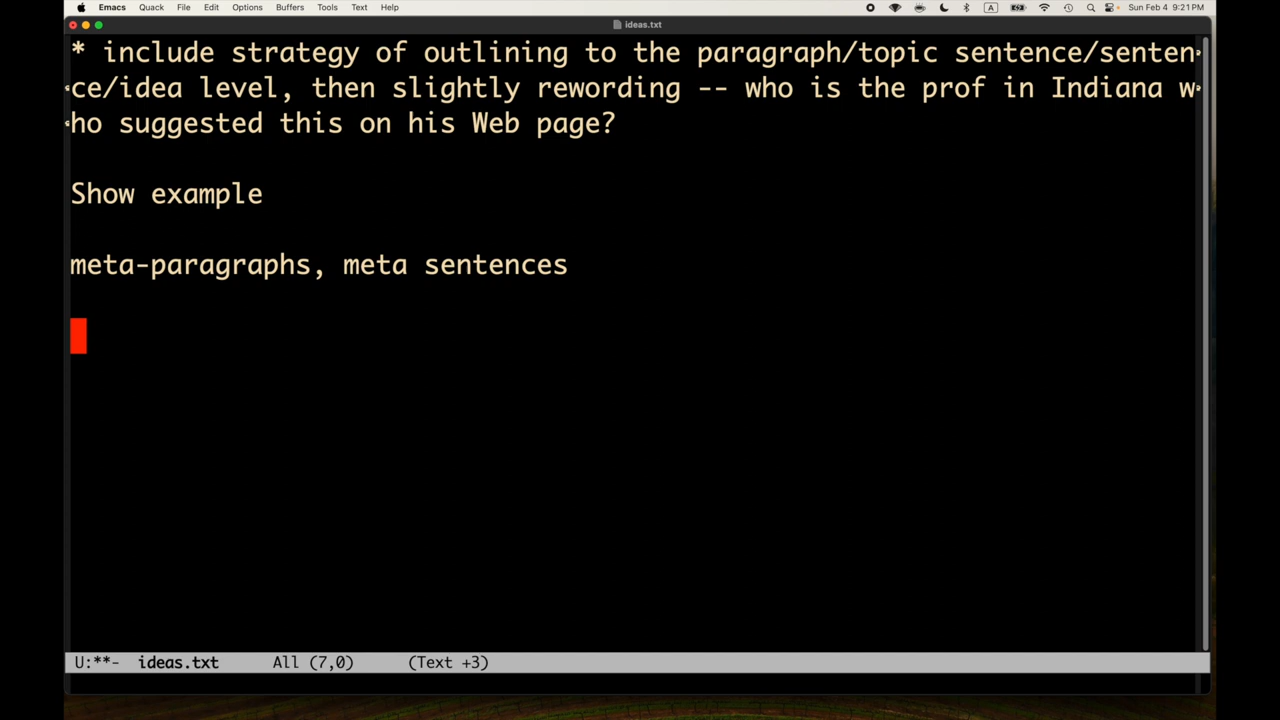 Emacs Quack File Edit Options Buffers Tools Text Help A Sun Feb 4 9:21 PM
ideas.txt
* include strategy of outlining to the paragraph/topic sentence/senten
ce/idea level, then slightly rewording -- who is the prof in Indiana w
ho suggested this on his Web page?
Show example
meta-paragraphs, meta sentences
U:**- ideas.txt All (7,0) (Text +3)